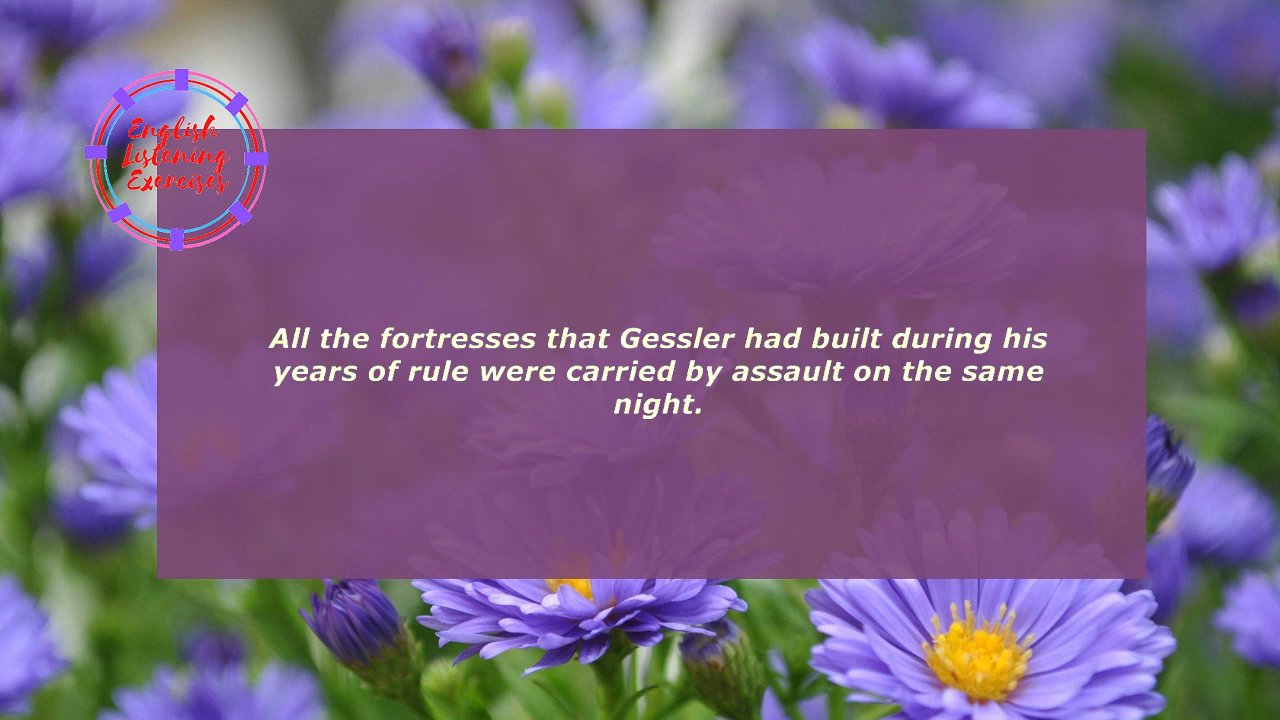 English
Listening
Exercises
All the fortresses that Gessler had built during his
years of rule were carried by assault on the same
night.